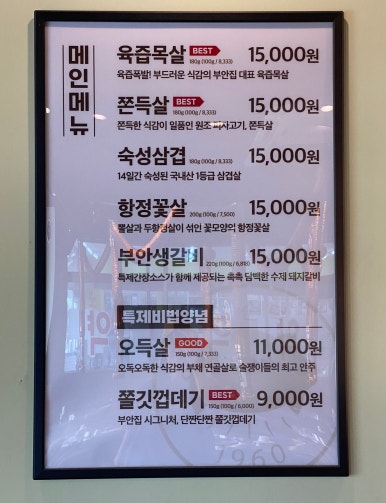 메인메뉴
육즙목살 BEST 180g (100g / 8,333) 15,000원
육즙폭발! 부드러운 식감의 부안집 대표 육즙목살
쫀득살 BEST 180g (100g / 8,333) 15,000원
쫀득한 식감이 일품인 원조 고기, 쫀득살
숙성삼겹 180g (100g / 8,333) 15,000원
14일간 숙성된 국내산 1등급 삼겹살
항정꽃살 200g (100g / 7,500) 15,000원
뽈살과 두항정살이 섞인 꽃모양의 항정꽃살
부안생갈비 220g (100g / 6,818) 15,000원
특제간장소스가 함께 제공되는 촉촉 담백한 수제 돼지갈비
특제비법양념
오득살 GOOD 150g (100g / 7,333) 11,000원
오독오독한 식감의 부채 연골살로 술쟁이들의 최고 안주
쫄깃껍데기 BEST 150g (100g / 6,000) 9,000원
부안집 시그니처, 단짠단짠 쫄깃껍데기
1960